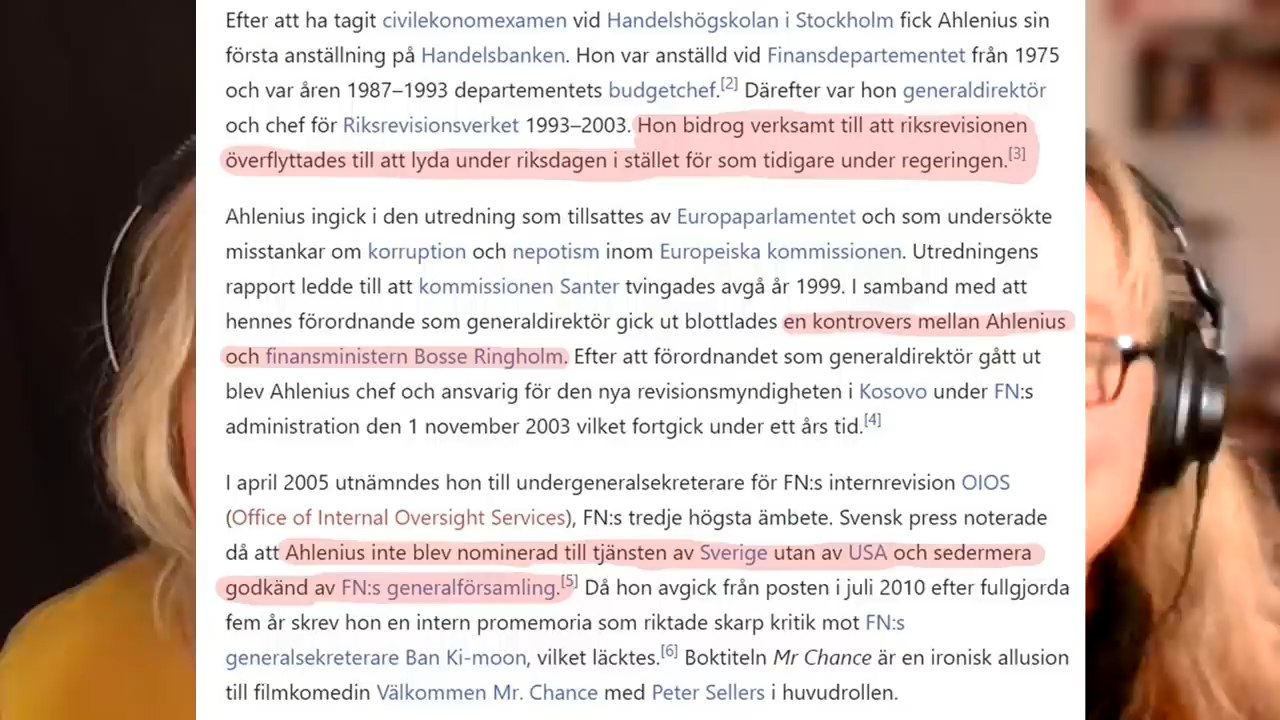 Efter att ha tagit civilekonomexamen vid Handelshögskolan i Stockholm fick Ahlenius sin
första anställning på Handelsbanken. Hon var anställd vid Finansdepartementet från 1975
och var åren 1987–1993 departementets budgetchef.[2] Därefter var hon generaldirektör
och chef för Riksrevisionsverket 1993–2003. Hon bidrog verksamt till att riksrevisionen
överflyttades till att lyda under riksdagen i stället för som tidigare under regeringen.[3]
Ahlenius ingick i den utredning som tillsattes av Europaparlamentet och som undersökte
misstankar om korruption och nepotism inom Europeiska kommissionen. Utredningens
rapport ledde till att kommissionen Santer tvingades avgå år 1999. I samband med att
hennes förordnande som generaldirektör gick ut blottlades en kontrovers mellan Ahlenius
och finansministern Bosse Ringholm. Efter att förordnandet som generaldirektör gått ut
blev Ahlenius chef och ansvarig för den nya revisionsmyndigheten i Kosovo under FN:s
administration den 1 november 2003 vilket fortgick under ett års tid.[4]
I april 2005 utnämndes hon till undergeneralsekreterare för FN:s internrevision OIOS
(Office of Internal Oversight Services), FN:s tredje högsta ämbete. Svensk press noterade
då att Ahlenius inte blev nominerad till tjänsten av Sverige utan av USA och sedermera
godkänd av FN:s generalförsamling.[5] Då hon avgick från posten i juli 2010 efter fullgjorda
fem år skrev hon en intern promemoria som riktade skarp kritik mot FN:s
generalsekreterare Ban Ki-moon, vilket läcktes.[6] Boktiteln Mr Chance är en ironisk allusion
till filmkomedin Välkommen Mr. Chance med Peter Sellers i huvudrollen.